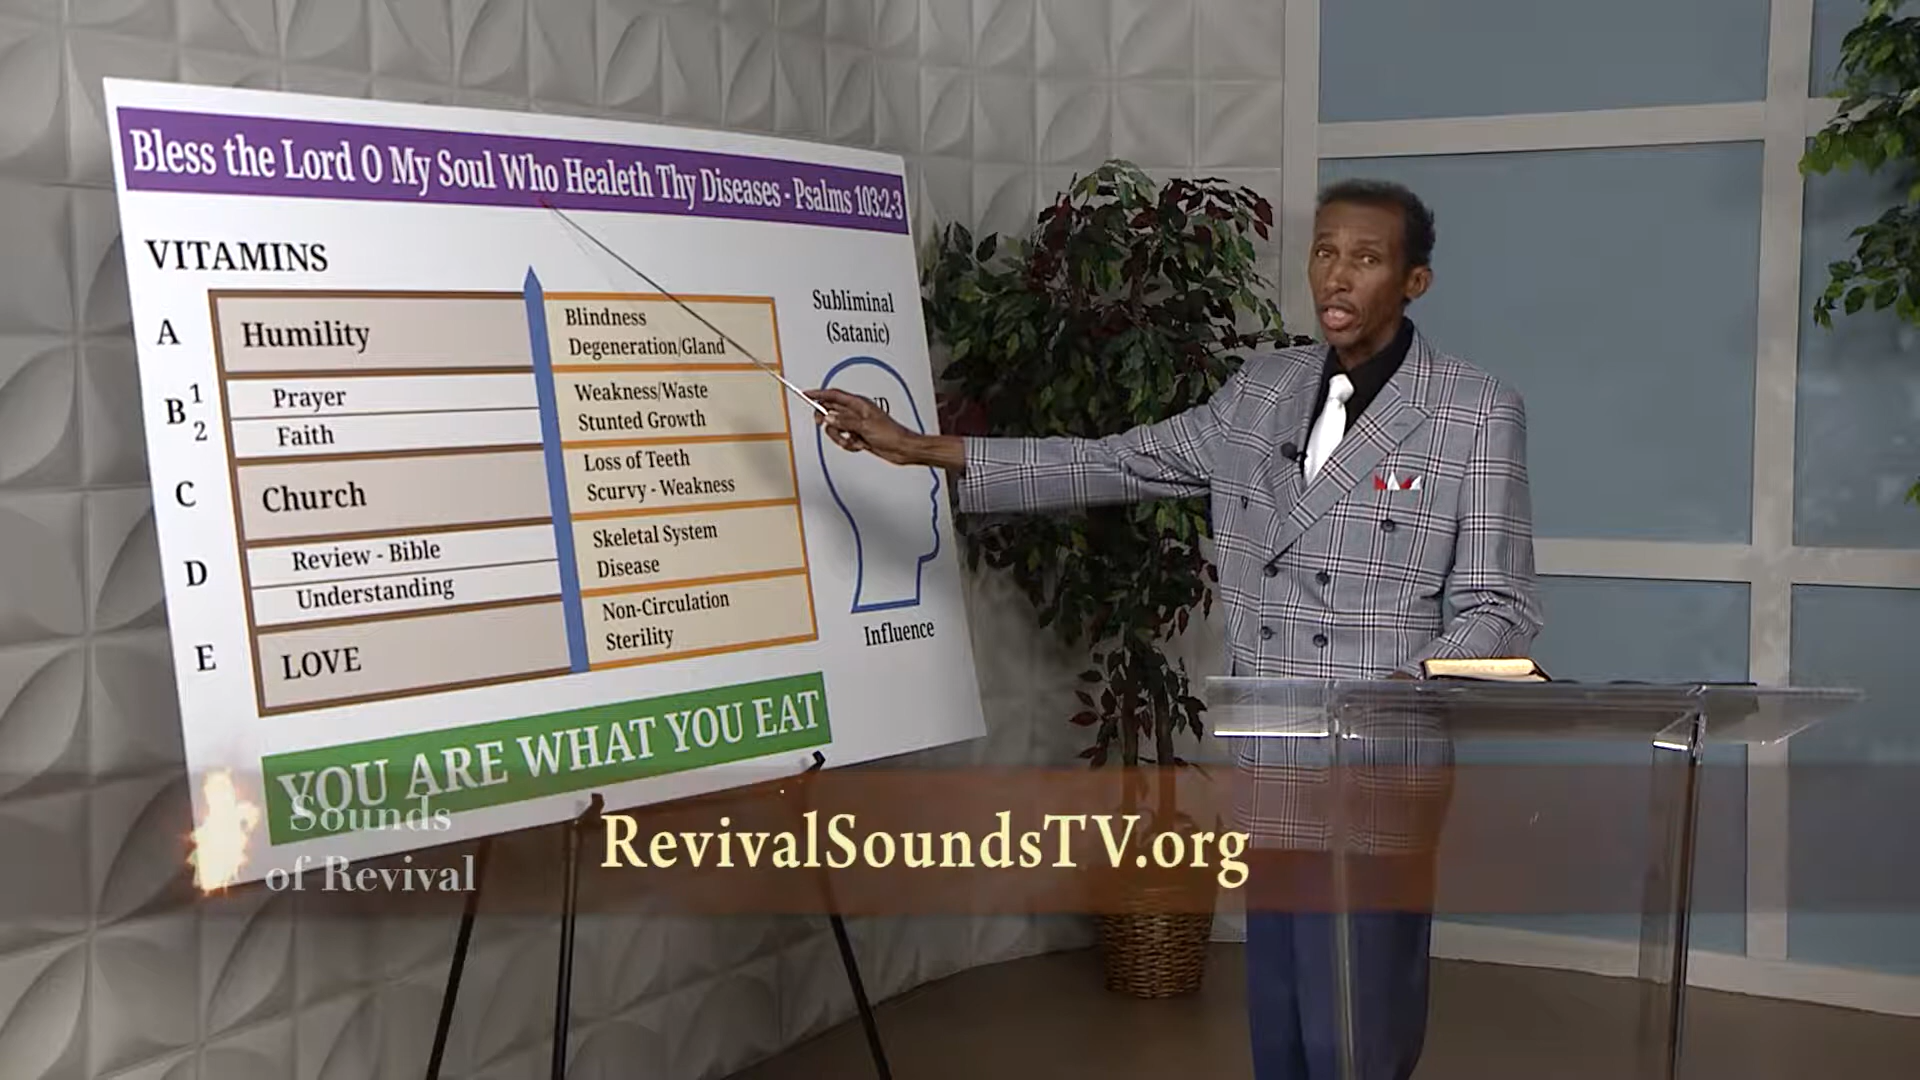 Bless the Lord O My Soul Who Healeth Thy Diseases - Psalms 103:2-3
VITAMINS
A
Humility
Blindness
Degeneration/Gland
B 1
2
Prayer
Faith
Weakness/Waste
Stunted Growth
C
Church
Loss of Teeth
Scurvy - Weakness
D
Review - Bible
Understanding
Skeletal System
Disease
E
LOVE
Non-Circulation
Sterility
Subliminal
(Satanic)
Influence
YOU ARE WHAT YOU EAT
Sounds
of Revival
RevivalSoundsTV.org